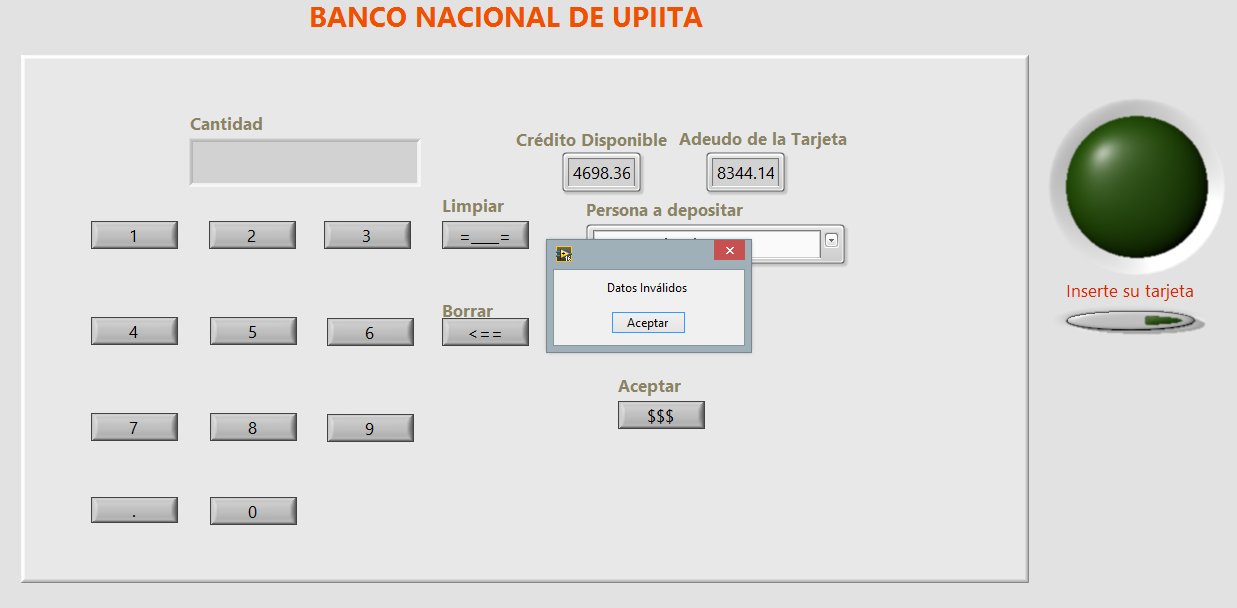 BANCO NACIONAL DE UPIITA
Cantidad
Crédito Disponible
Adeudo de la Tarjeta
4698.36
8344.14
Limpiar
Persona a depositar
1
2
3
=___=
Datos Inválidos
Aceptar
Inserte su tarjeta
Borrar
4
5
6
<==
Aceptar
$$$
7
8
9
.
0